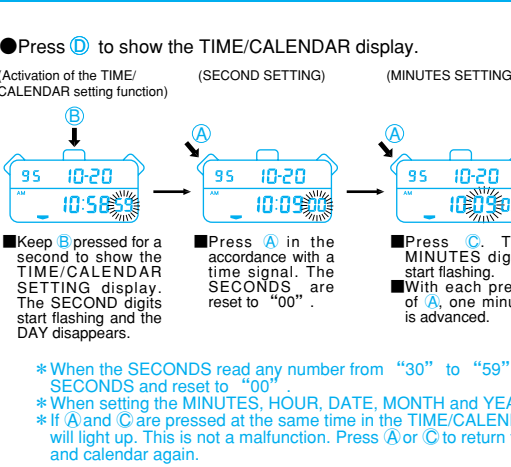 ●Press Ⓓ to show the TIME/CALENDAR display.
(Activation of the TIME/
CALENDAR setting function)
Ⓑ
95 10-20
AM
10:58 59
■Keep Ⓑ pressed for a
second to show the
TIME/CALENDAR
SETTING display.
The SECOND digits
start flashing and the
DAY disappears.
(SECOND SETTING)
Ⓐ
95 10-20
AM
10:09 00
■Press Ⓐ in the
accordance with a
time signal. The
SECONDS are
reset to “00”.
(MINUTES SETTING
Ⓐ
95 10-20
AM
10:09
■Press Ⓒ.
MINUTES
start flashing.
■With each
of Ⓐ, one
is advanced.
＊When the SECONDS read any number from “30” to “59”
SECONDS and reset to “00”.
＊When setting the MINUTES, HOUR, DATE, MONTH and
＊If Ⓐ and Ⓒ are pressed at the same time in the
will light up. This is not a malfunction. Press Ⓐ or Ⓒ to return
and calendar again.